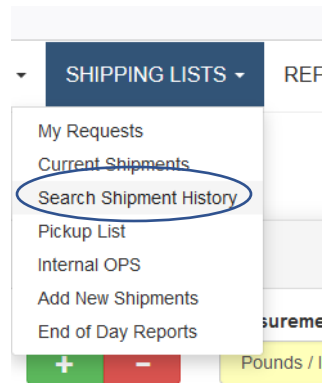 SHIPPING LISTS
REF
My Requests
Current Shipments
Search Shipment History
Pickup List
Internal OPS
Add New Shipments
End of Day Reports
sureme
+ −
Pounds / I